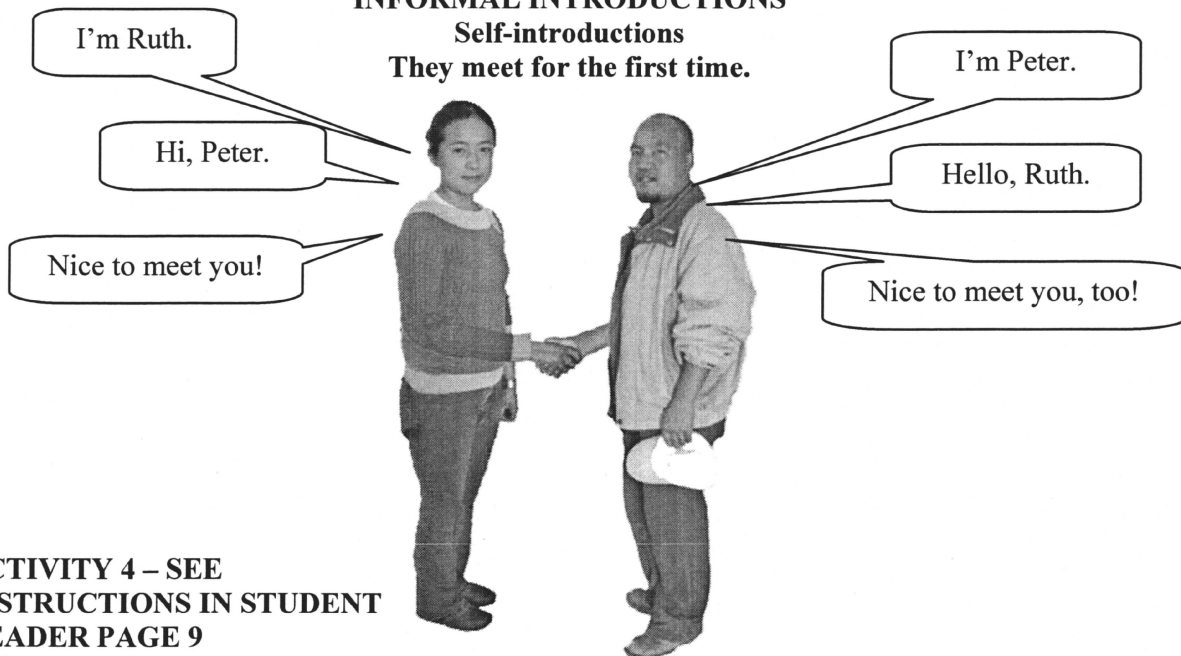 INFORMAL INTRODUCTIONS
Self-introductions
They meet for the first time.
I'm Ruth.
I'm Peter.
Hi, Peter.
Hello, Ruth.
Nice to meet you!
Nice to meet you, too!
CTIVITY 4 – SEE
STRUCTIONS IN STUDENT
EADER PAGE 9